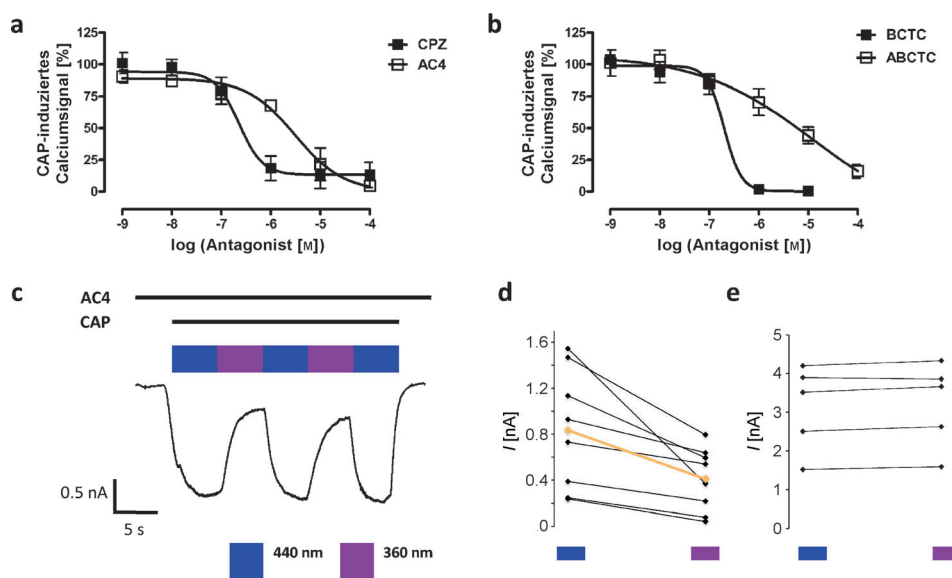 a
CAP-induziertes
Calciumsignal [%]
125
100
75
50
25
0
-9
-8
-7
-6
-5
-4
log (Antagonist [M])
CPZ
AC4
b
CAP-induziertes
Calciumsignal [%]
125
100
75
50
25
0
-9
-8
-7
-6
-5
-4
log (Antagonist [M])
BCTC
ABCTC
c
AC4
CAP
0.5 nA
5 s
440 nm
360 nm
d
I [nA]
1.6
1.2
0.8
0.4
0
e
I [nA]
5
4
3
2
1
0